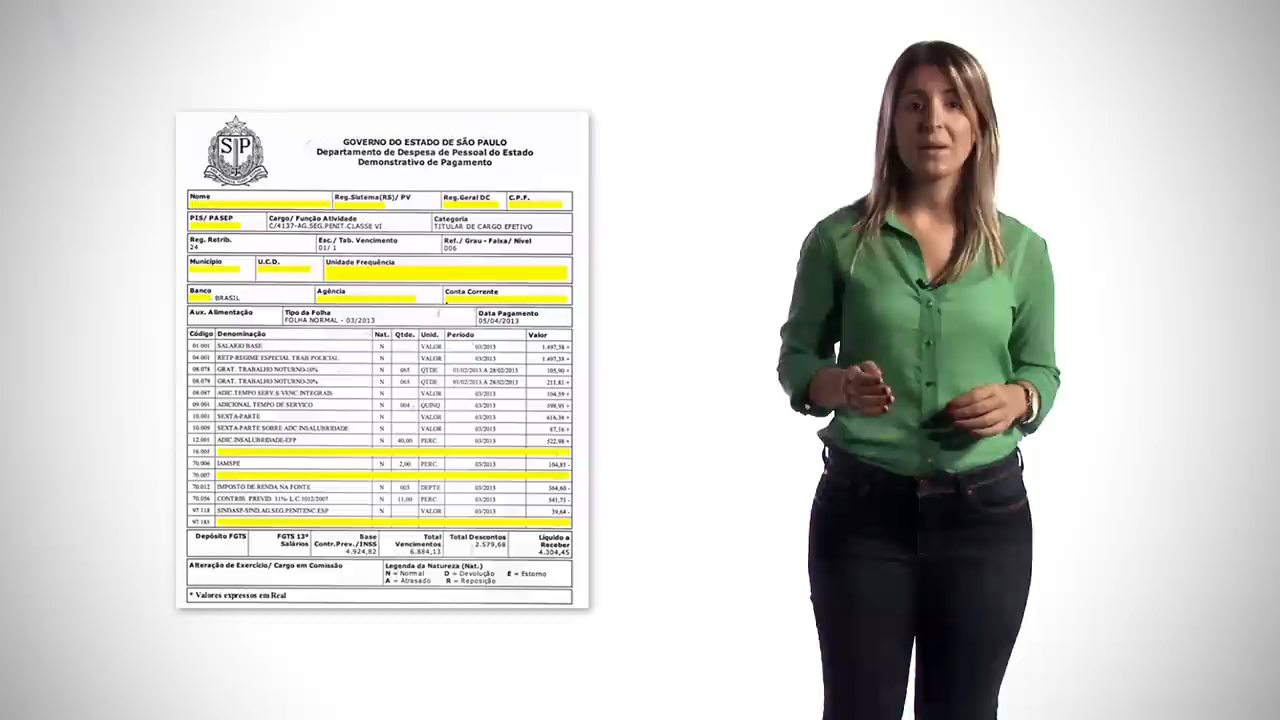 SP
GOVERNO DO ESTADO DE SÃO PAULO
Departamento de Despesa de Pessoal do Estado
Demonstrativo de Pagamento
Nome Reg.Sistema(RS)/ PV Reg.Geral DC C.P.F.
PIS/ PASEP Cargo/ Função Atividade Categoria
C/4137-AG.SEG.PENIT.CLASSE VI TITULAR DE CARGO EFETIVO
Reg. Retrib. Esc./ Tab. Vencimento Ref./ Grau - Faixa/ Nível
24 01/ 1 006
Município U.C.D. Unidade Frequência
Banco Agência Conta Corrente
BRASIL
Aux. Alimentação Tipo da Folha Data Pagamento
FOLHA NORMAL - 03/2013 05/04/2013
Código Denominação Nat. Qtde. Unid. Período Valor
01.001 SALARIO BASE N VALOR 03/2013 1.497,38 +
04.001 RETP-REGIME ESPECIAL TRAB POLICIAL N VALOR 03/2013 1.497,38 +
08.078 GRAT. TRABALHO NOTURNO-10% N 065 QTDE 01/02/2013 A 28/02/2013 105,90 +
08.079 GRAT. TRABALHO NOTURNO-20% N 065 QTDE 01/02/2013 A 28/02/2013 211,81 +
08.087 ADIC.TEMPO SERV.S/VENC.INTEGRAIS N VALOR 03/2013 104,59 +
09.001 ADICIONAL TEMPO DE SERVICO N 004 QUINQ 03/2013 598,95 +
10.001 SEXTA-PARTE N VALOR 03/2013 616,38 +
10.009 SEXTA-PARTE SOBRE ADC INSALUBRIDADE N VALOR 03/2013 87,16 +
12.001 ADIC.INSALUBRIDADE-EFP N 40,00 PERC. 03/2013 522,98 +
16.001
70.006 IAMSPE N 2,00 PERC. 03/2013 104,85 -
70.007
70.012 IMPOSTO DE RENDA NA FONTE N 003 DEPTE 03/2013 364,60 -
70.056 CONTRIB. PREVID. 11%- L.C.1012/2007 N 11,00 PERC. 03/2013 541,73 -
97.118 SINDASP-SIND.AG.SEG.PENITENC.ESP N VALOR 03/2013 39,64 -
97.185
Depósito FGTS FGTS 13º Salários Base Contr.Prev./INSS Total Vencimentos Total Descontos Líquido a Receber
4.924,82 6.884,13 2.579,68 4.304,45
Alteração de Exercício/ Cargo em Comissão Legenda da Natureza (Nat.)
N = Normal D = Devolução E = Estorno
A = Atrasado R = Reposição
* Valores expressos em Real